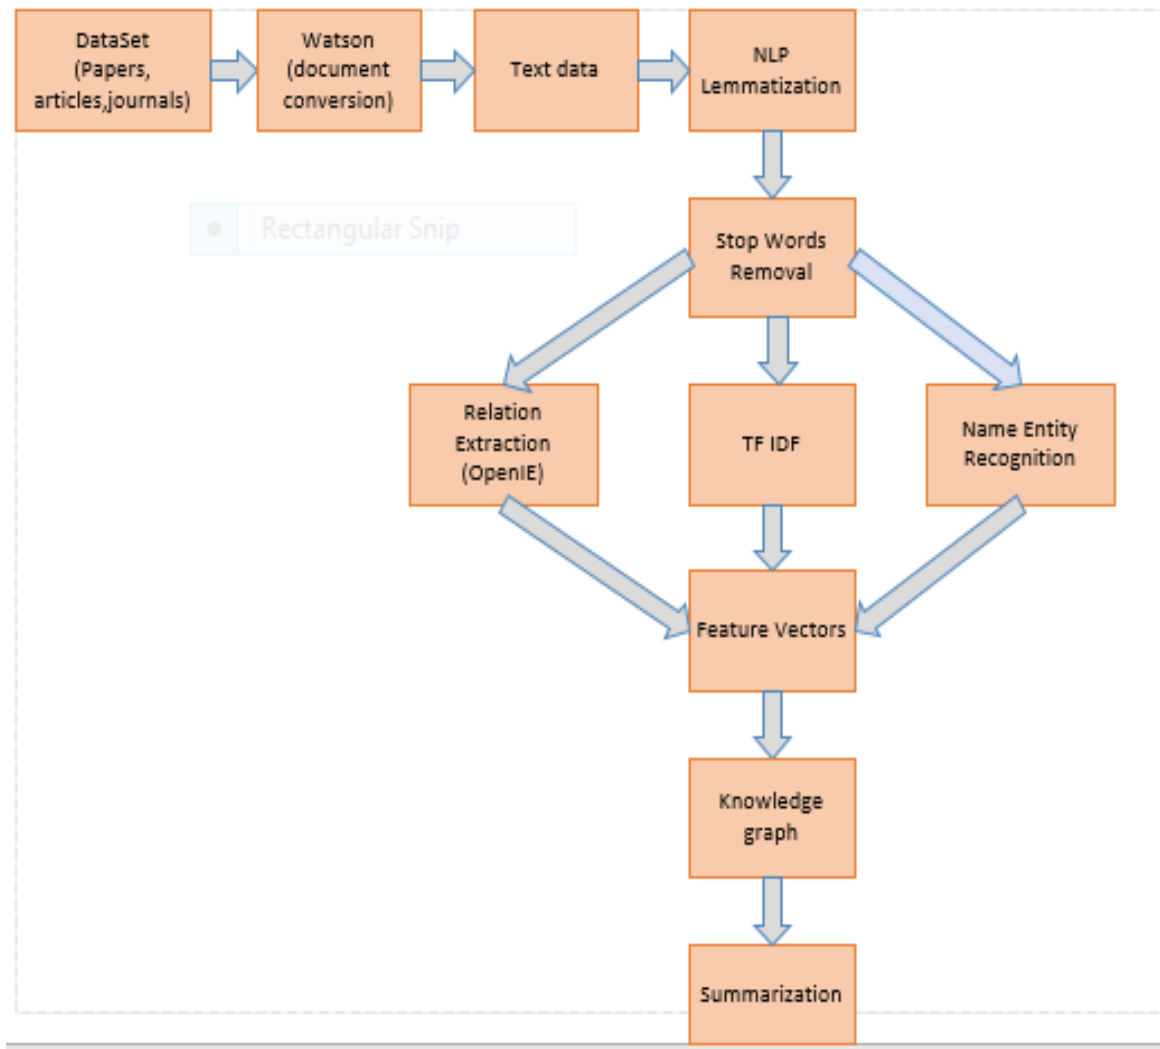 DataSet
(Papers,
articles,journals)
Watson
(document
conversion)
Text data
NLP
Lemmatization
Rectangular Snip
Stop Words
Removal
Relation
Extraction
(OpenIE)
TF IDF
Name Entity
Recognition
Feature Vectors
Knowledge
graph
Summarization